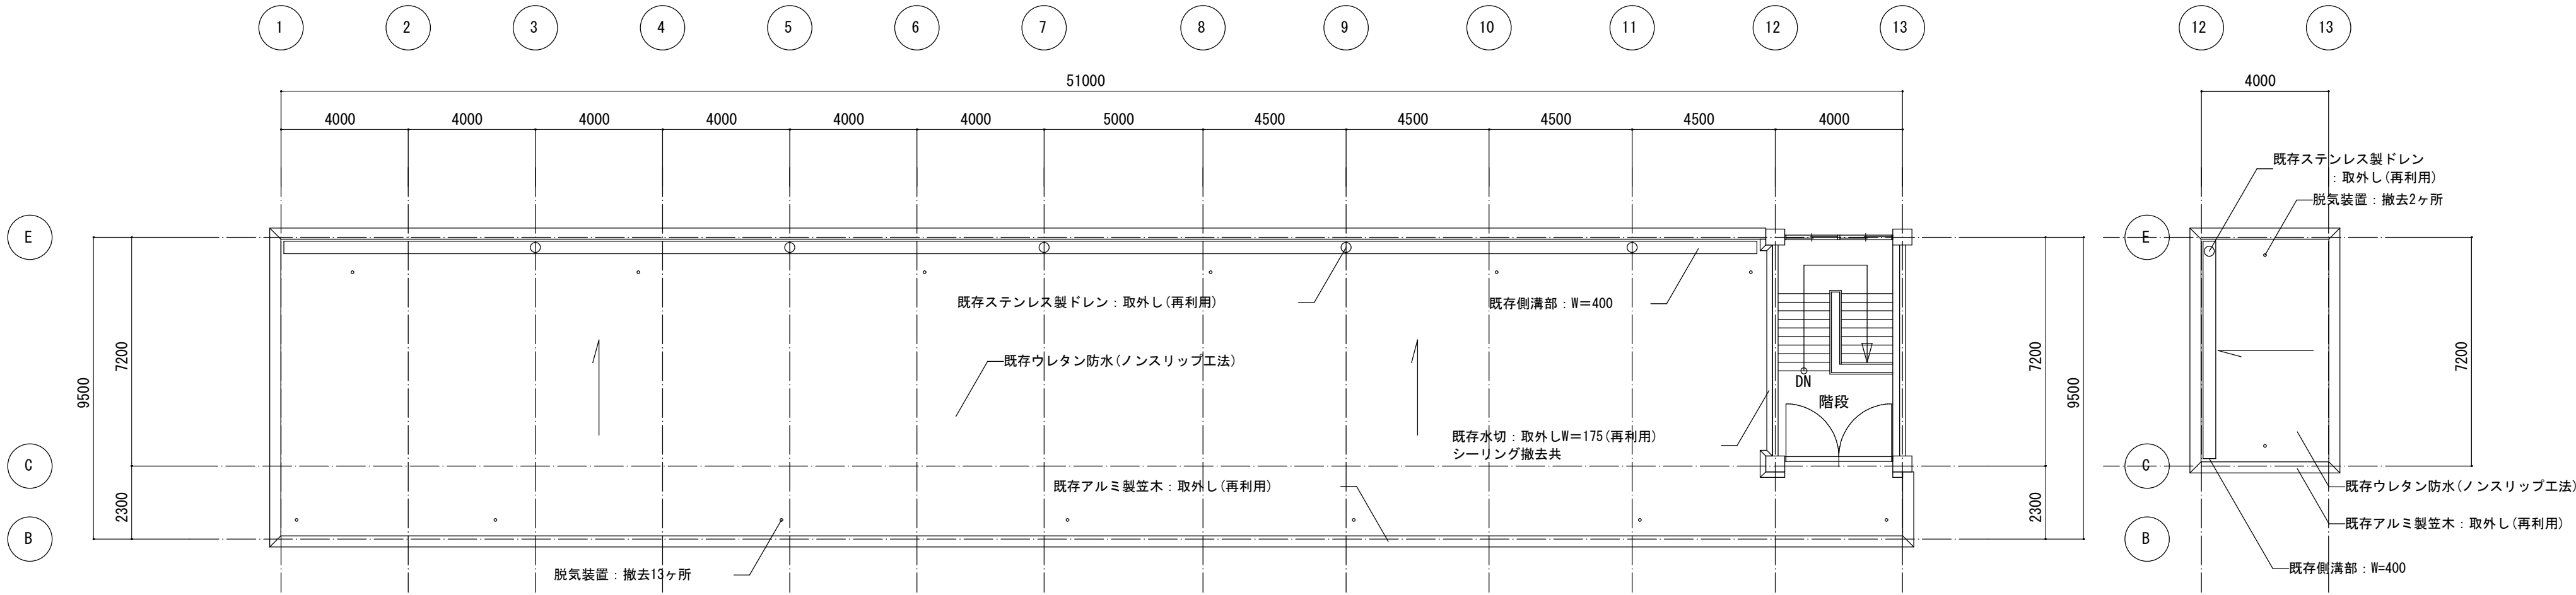 1 2 3 4 5 6 7 8 9 10 11 12 13
51000
4000 4000 4000 4000 4000 4000 5000 4500 4500 4500 4500 4000
E
C
B
9500
7200
2300
既存ステンレス製ドレン：取外し(再利用)
既存側溝部：W＝400
既存ウレタン防水(ノンスリップ工法)
DN
階段
既存水切：取外しW＝175(再利用)
シーリング撤去共
既存アルミ製笠木：取外し(再利用)
脱気装置：撤去13ヶ所
7200
2300
9500
12 13
4000
既存ステンレス製ドレン
：取外し(再利用)
脱気装置：撤去2ヶ所
E
C
B
7200
既存ウレタン防水(ノンスリップ工法)
既存アルミ製笠木：取外し(再利用)
既存側溝部：W=400